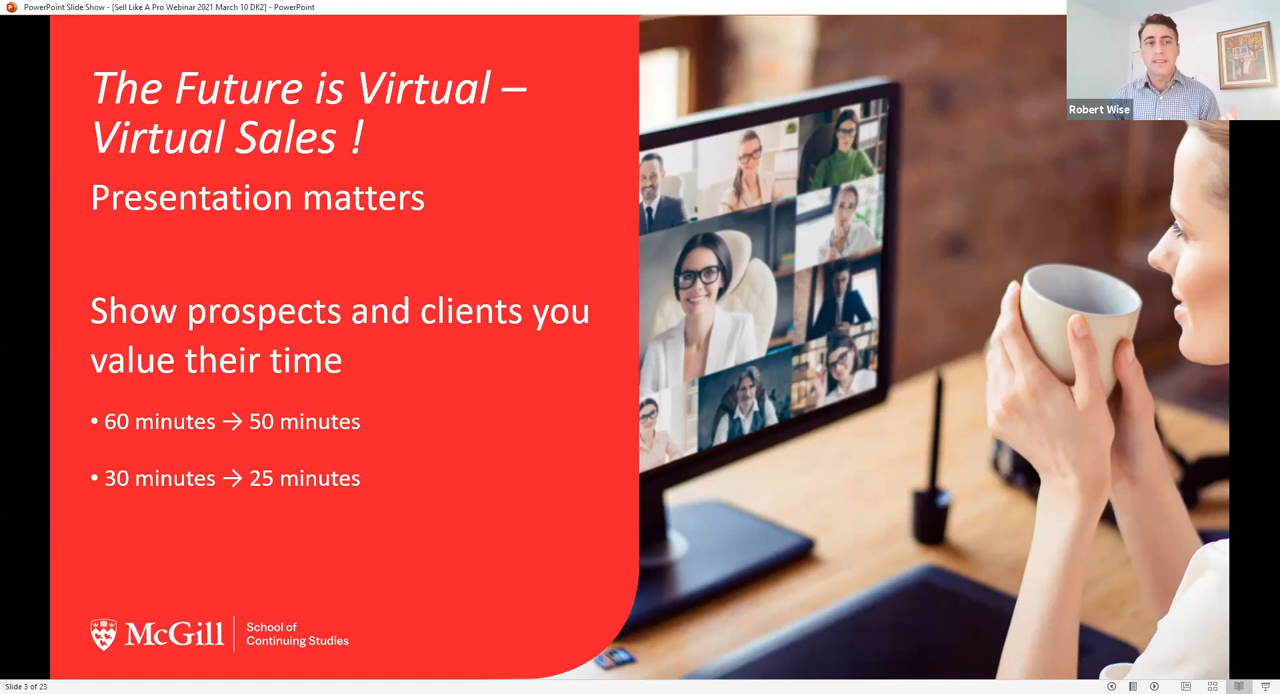 PowerPoint Slide Show - [Sell Like A Pro Webinar 2021 March 10 DK2] - PowerPoint
The Future is Virtual –
Virtual Sales !
Presentation matters
Show prospects and clients you
value their time
• 60 minutes → 50 minutes
• 30 minutes → 25 minutes
McGill
School of
Continuing Studies
Robert Wise
Slide 3 of 23